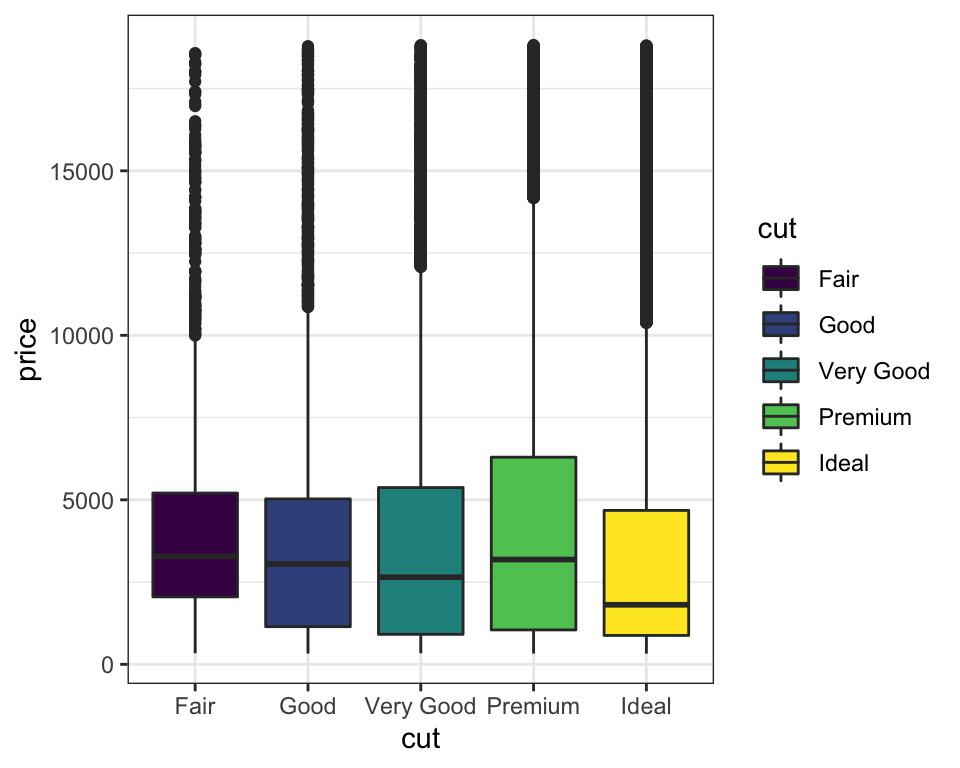 15000
10000
5000
0
price
Fair
Good
Very Good
Premium
Ideal
cut
cut
Fair
Good
Very Good
Premium
Ideal